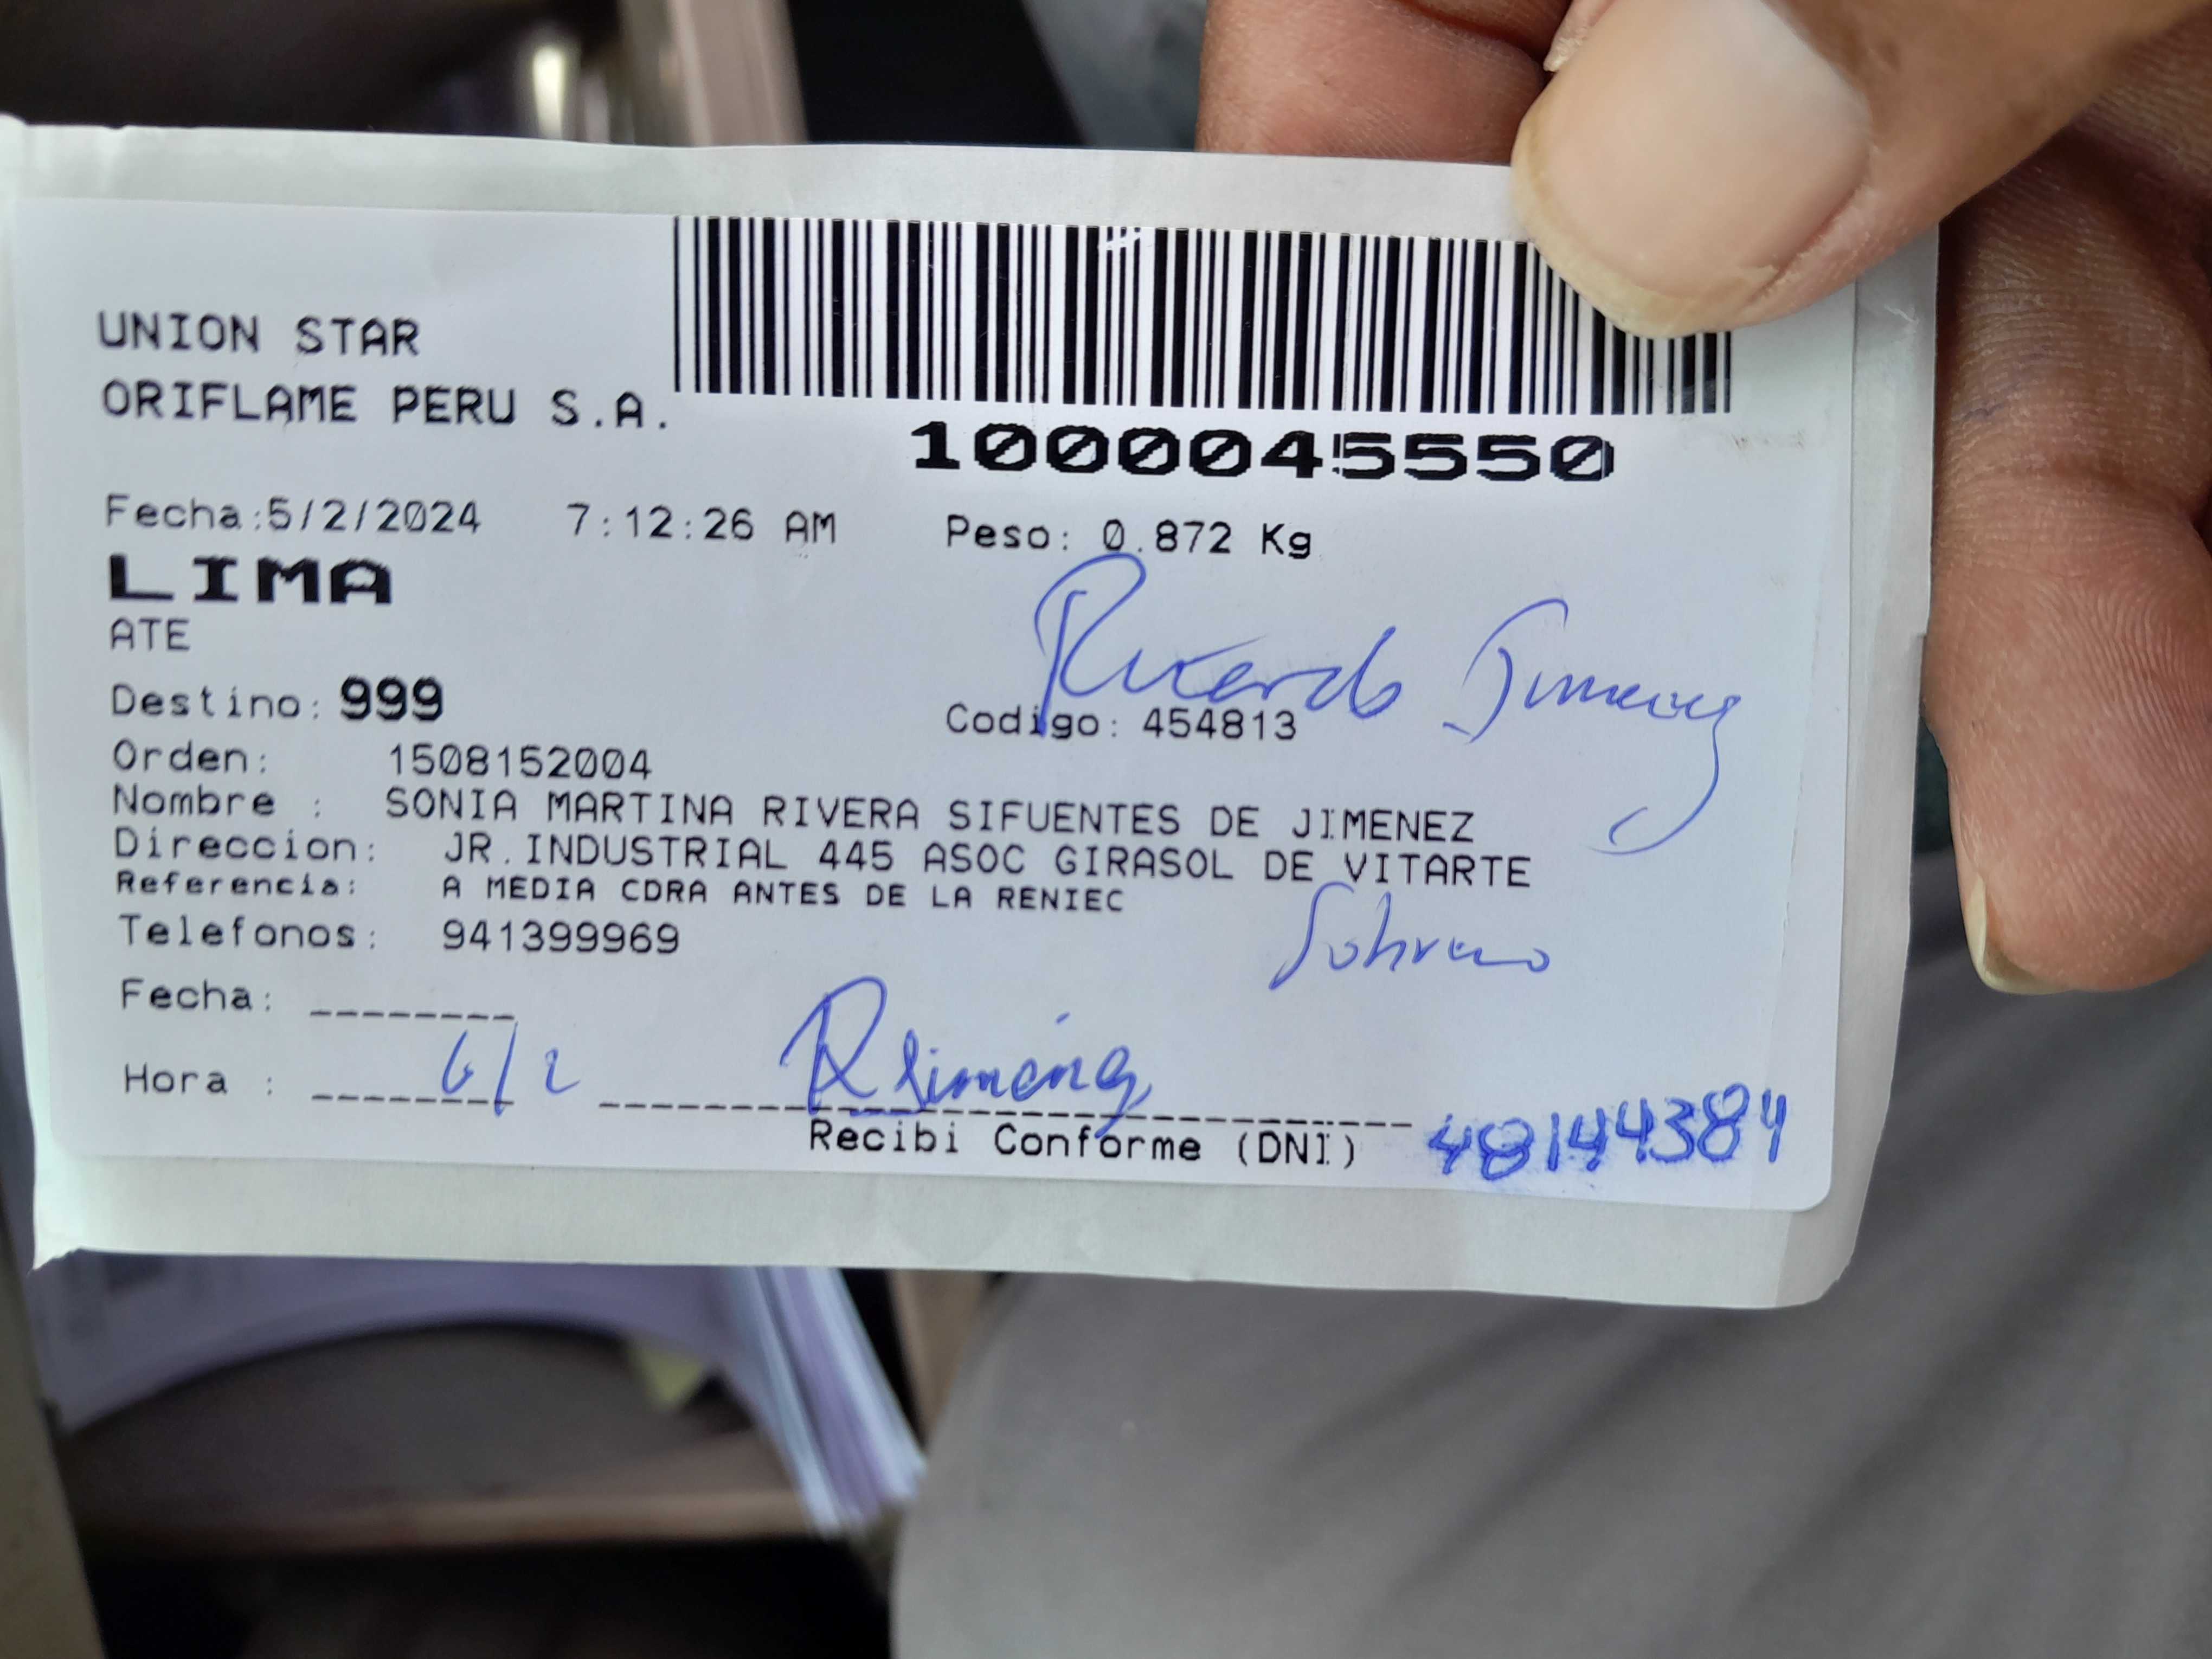 UNION STAR
ORIFLAME PERU S.A.
1000045550
Fecha:5/2/2024 7:12:26 AM Peso: 0.872 Kg
LIMA
ATE
Ricardo Jimenez
Destino: 999
Codigo: 454813
Orden: 1508152004
Nombre : SONIA MARTINA RIVERA SIFUENTES DE JIMENEZ
Direccion: JR.INDUSTRIAL 445 ASOC GIRASOL DE VITARTE
Referencia: A MEDIA CDRA ANTES DE LA RENIEC
Telefonos: 941399969
Sobrino
Fecha:
6/2
Hora :
RJimenez
Recibi Conforme (DNI) 48144384